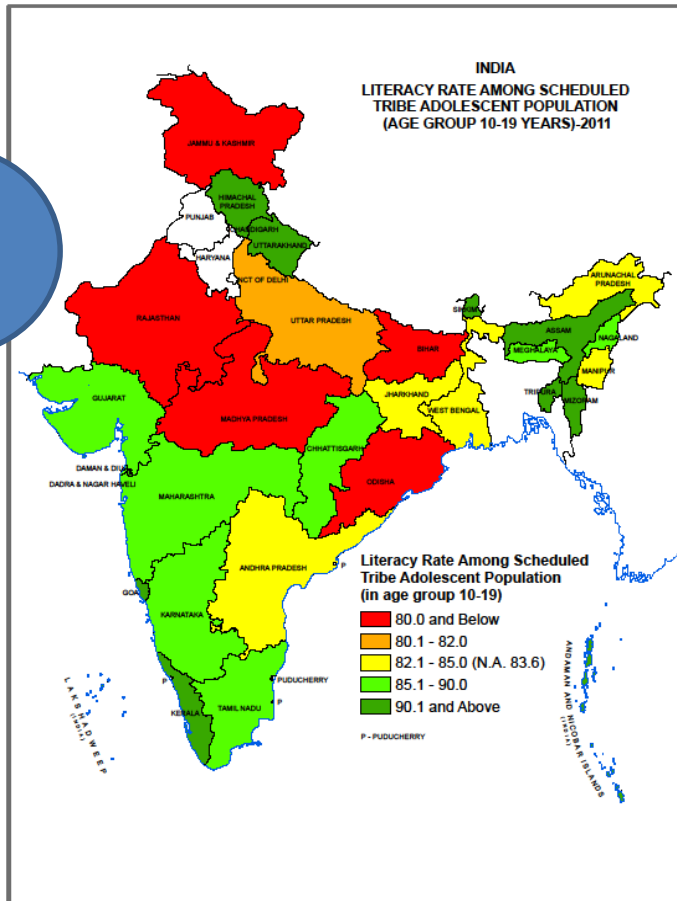 INDIA
LITERACY RATE AMONG SCHEDULED
TRIBE ADOLESCENT POPULATION
(AGE GROUP 10-19 YEARS)-2011
JAMMU & KASHMIR
HIMACHAL
PRADESH
PUNJAB
CHANDIGARH
UTTARAKHAND
HARYANA
NCT OF DELHI
ARUNACHAL
PRADESH
SIKKIM
RAJASTHAN
UTTAR PRADESH
ASSAM
NAGALAND
BIHAR
MEGHALAYA
MANIPUR
TRIPURA
MIZORAM
GUJARAT
JHARKHAND
WEST BENGAL
MADHYA PRADESH
CHHATTISGARH
DAMAN & DIU
DADRA & NAGAR HAVELI
ODISHA
MAHARASHTRA
ANDHRA PRADESH
P
GOA
KARNATAKA
Literacy Rate Among Scheduled
Tribe Adolescent Population
(in age group 10-19)
80.0 and Below
80.1 - 82.0
82.1 - 85.0 (N.A. 83.6)
85.1 - 90.0
90.1 and Above
P - PUDUCHERRY
P
PUDUCHERRY
P
KERALA
TAMIL NADU
LAKSHADWEEP
(INDIA)
ANDAMAN AND NICOBAR ISLANDS
(INDIA)